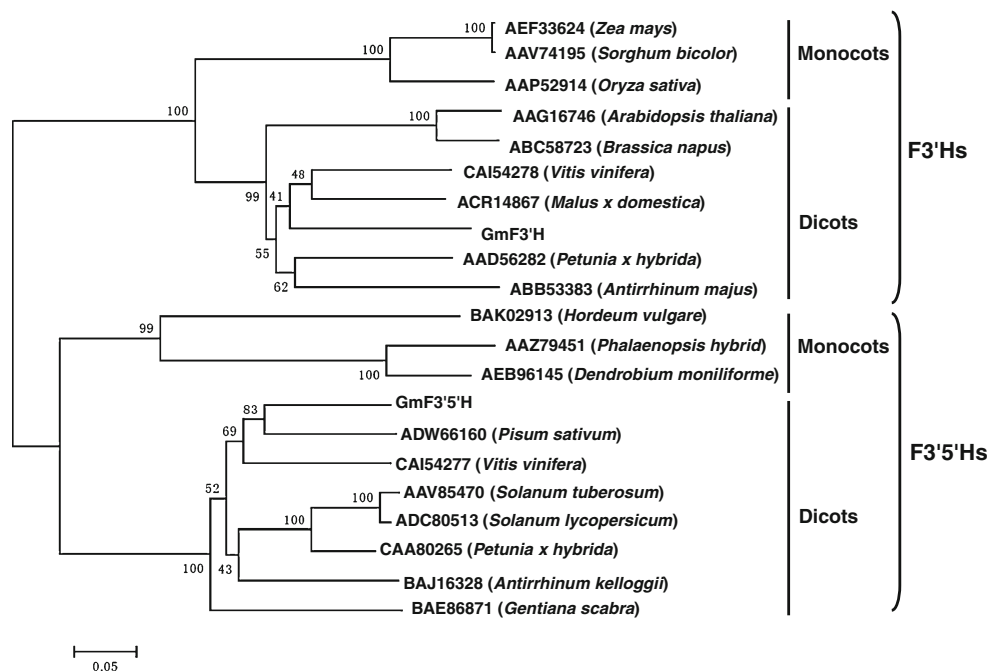 100
AEF33624 (Zea mays)
100
AAV74195 (Sorghum bicolor)
Monocots
AAP52914 (Oryza sativa)
100
100
AAG16746 (Arabidopsis thaliana)
ABC58723 (Brassica napus)
F3'Hs
48
CAI54278 (Vitis vinifera)
99
41
ACR14867 (Malus x domestica)
Dicots
GmF3'H
55
AAD56282 (Petunia x hybrida)
62
ABB53383 (Antirrhinum majus)
99
BAK02913 (Hordeum vulgare)
AAZ79451 (Phalaenopsis hybrid)
Monocots
100
AEB96145 (Dendrobium moniliforme)
83
GmF3'5'H
69
ADW66160 (Pisum sativum)
F3'5'Hs
CAI54277 (Vitis vinifera)
52
100
AAV85470 (Solanum tuberosum)
100
ADC80513 (Solanum lycopersicum)
Dicots
CAA80265 (Petunia x hybrida)
100
43
BAJ16328 (Antirrhinum kelloggii)
BAE86871 (Gentiana scabra)
0.05